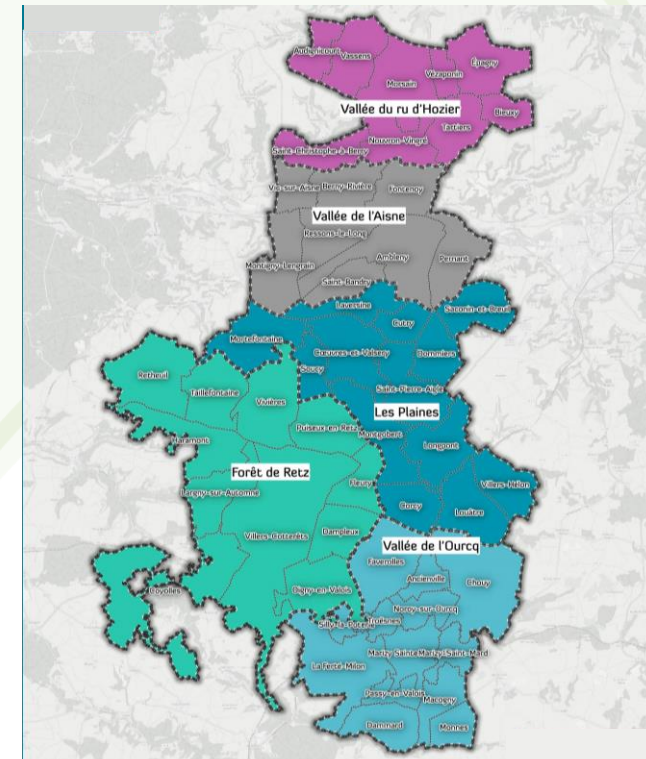 Audignicourt
Vassens
Morsain
Vézaponin
Épagny
Bieuxy
Vallée du ru d'Hozier
Tartiers
Nouvron-Vingré
Saint-Christophe-à-Berry
Vic-sur-Aisne
Berny-Rivière
Fontenoy
Vallée de l'Aisne
Ressons-le-Long
Montigny-Lengrain
Ambleny
Pernant
Saint-Bandry
Laversine
Saconin-et-Breuil
Cutry
Mortefontaine
Cœuvres-et-Valsery
Dommiers
Soucy
Retheuil
Taillefontaine
Vivières
Saint-Pierre-Aigle
Les Plaines
Puiseux-en-Retz
Montgobert
Longpont
Haramont
Forêt de Retz
Fleury
Villers-Hélon
Largny-sur-Automne
Corcy
Louâtre
Villers-Cotterêts
Dampleux
Vallée de l'Ourcq
Faverolles
Ancienville
Chouy
Coyolles
Oigny-en-Valois
Noroy-sur-Ourcq
Silly-la-Poterie
Troësnes
Marizy-Sainte
Marizy-Saint-Mard
La Ferté-Milon
Passy-en-Valois
Macogny
Dammard
Monnes